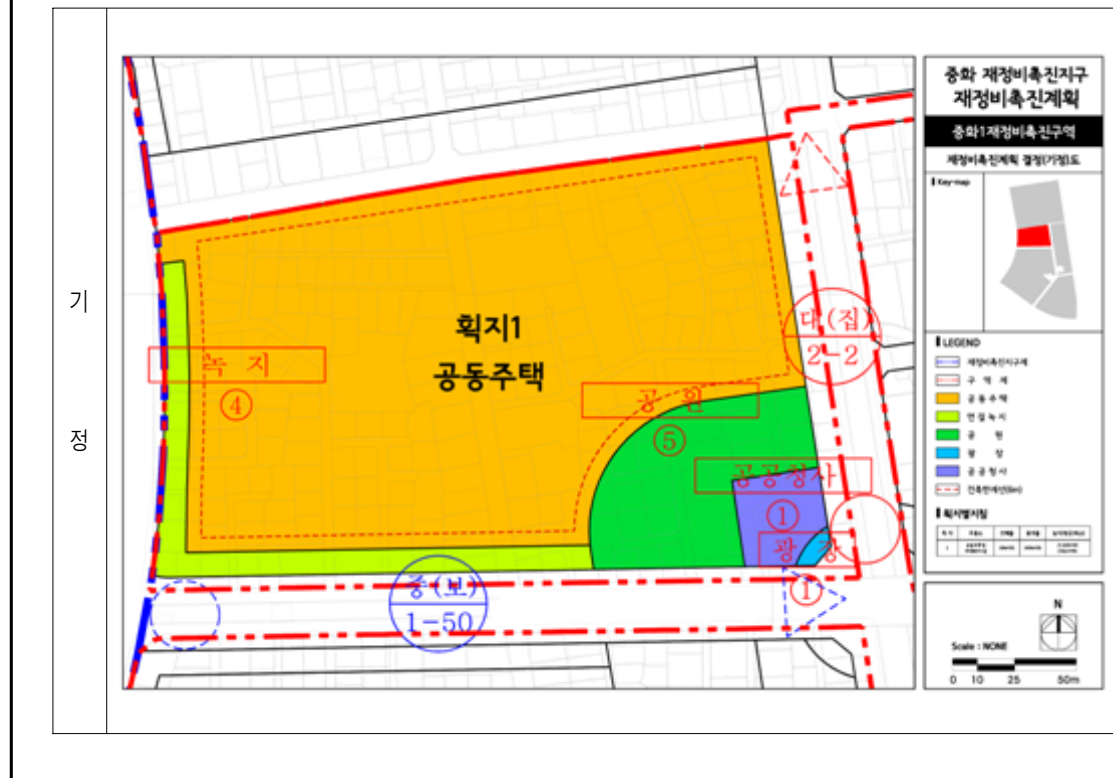 기
정
획지1
공동주택
녹 지
④
공 원
⑤
공공청사
①
광 장
①
대(집)
2-2
중(보)
1-50
중화 재정비촉진지구
재정비촉진계획
중화1재정비촉진구역
재정비촉진계획 결정(기정)도
Key-map
LEGEND
재정비촉진지구계
구 역 계
공동주택
연결녹지
공 원
광 장
공공청사
건축한계선(6m)
획지별지침
N
Scale : NONE
0 10 25 50m